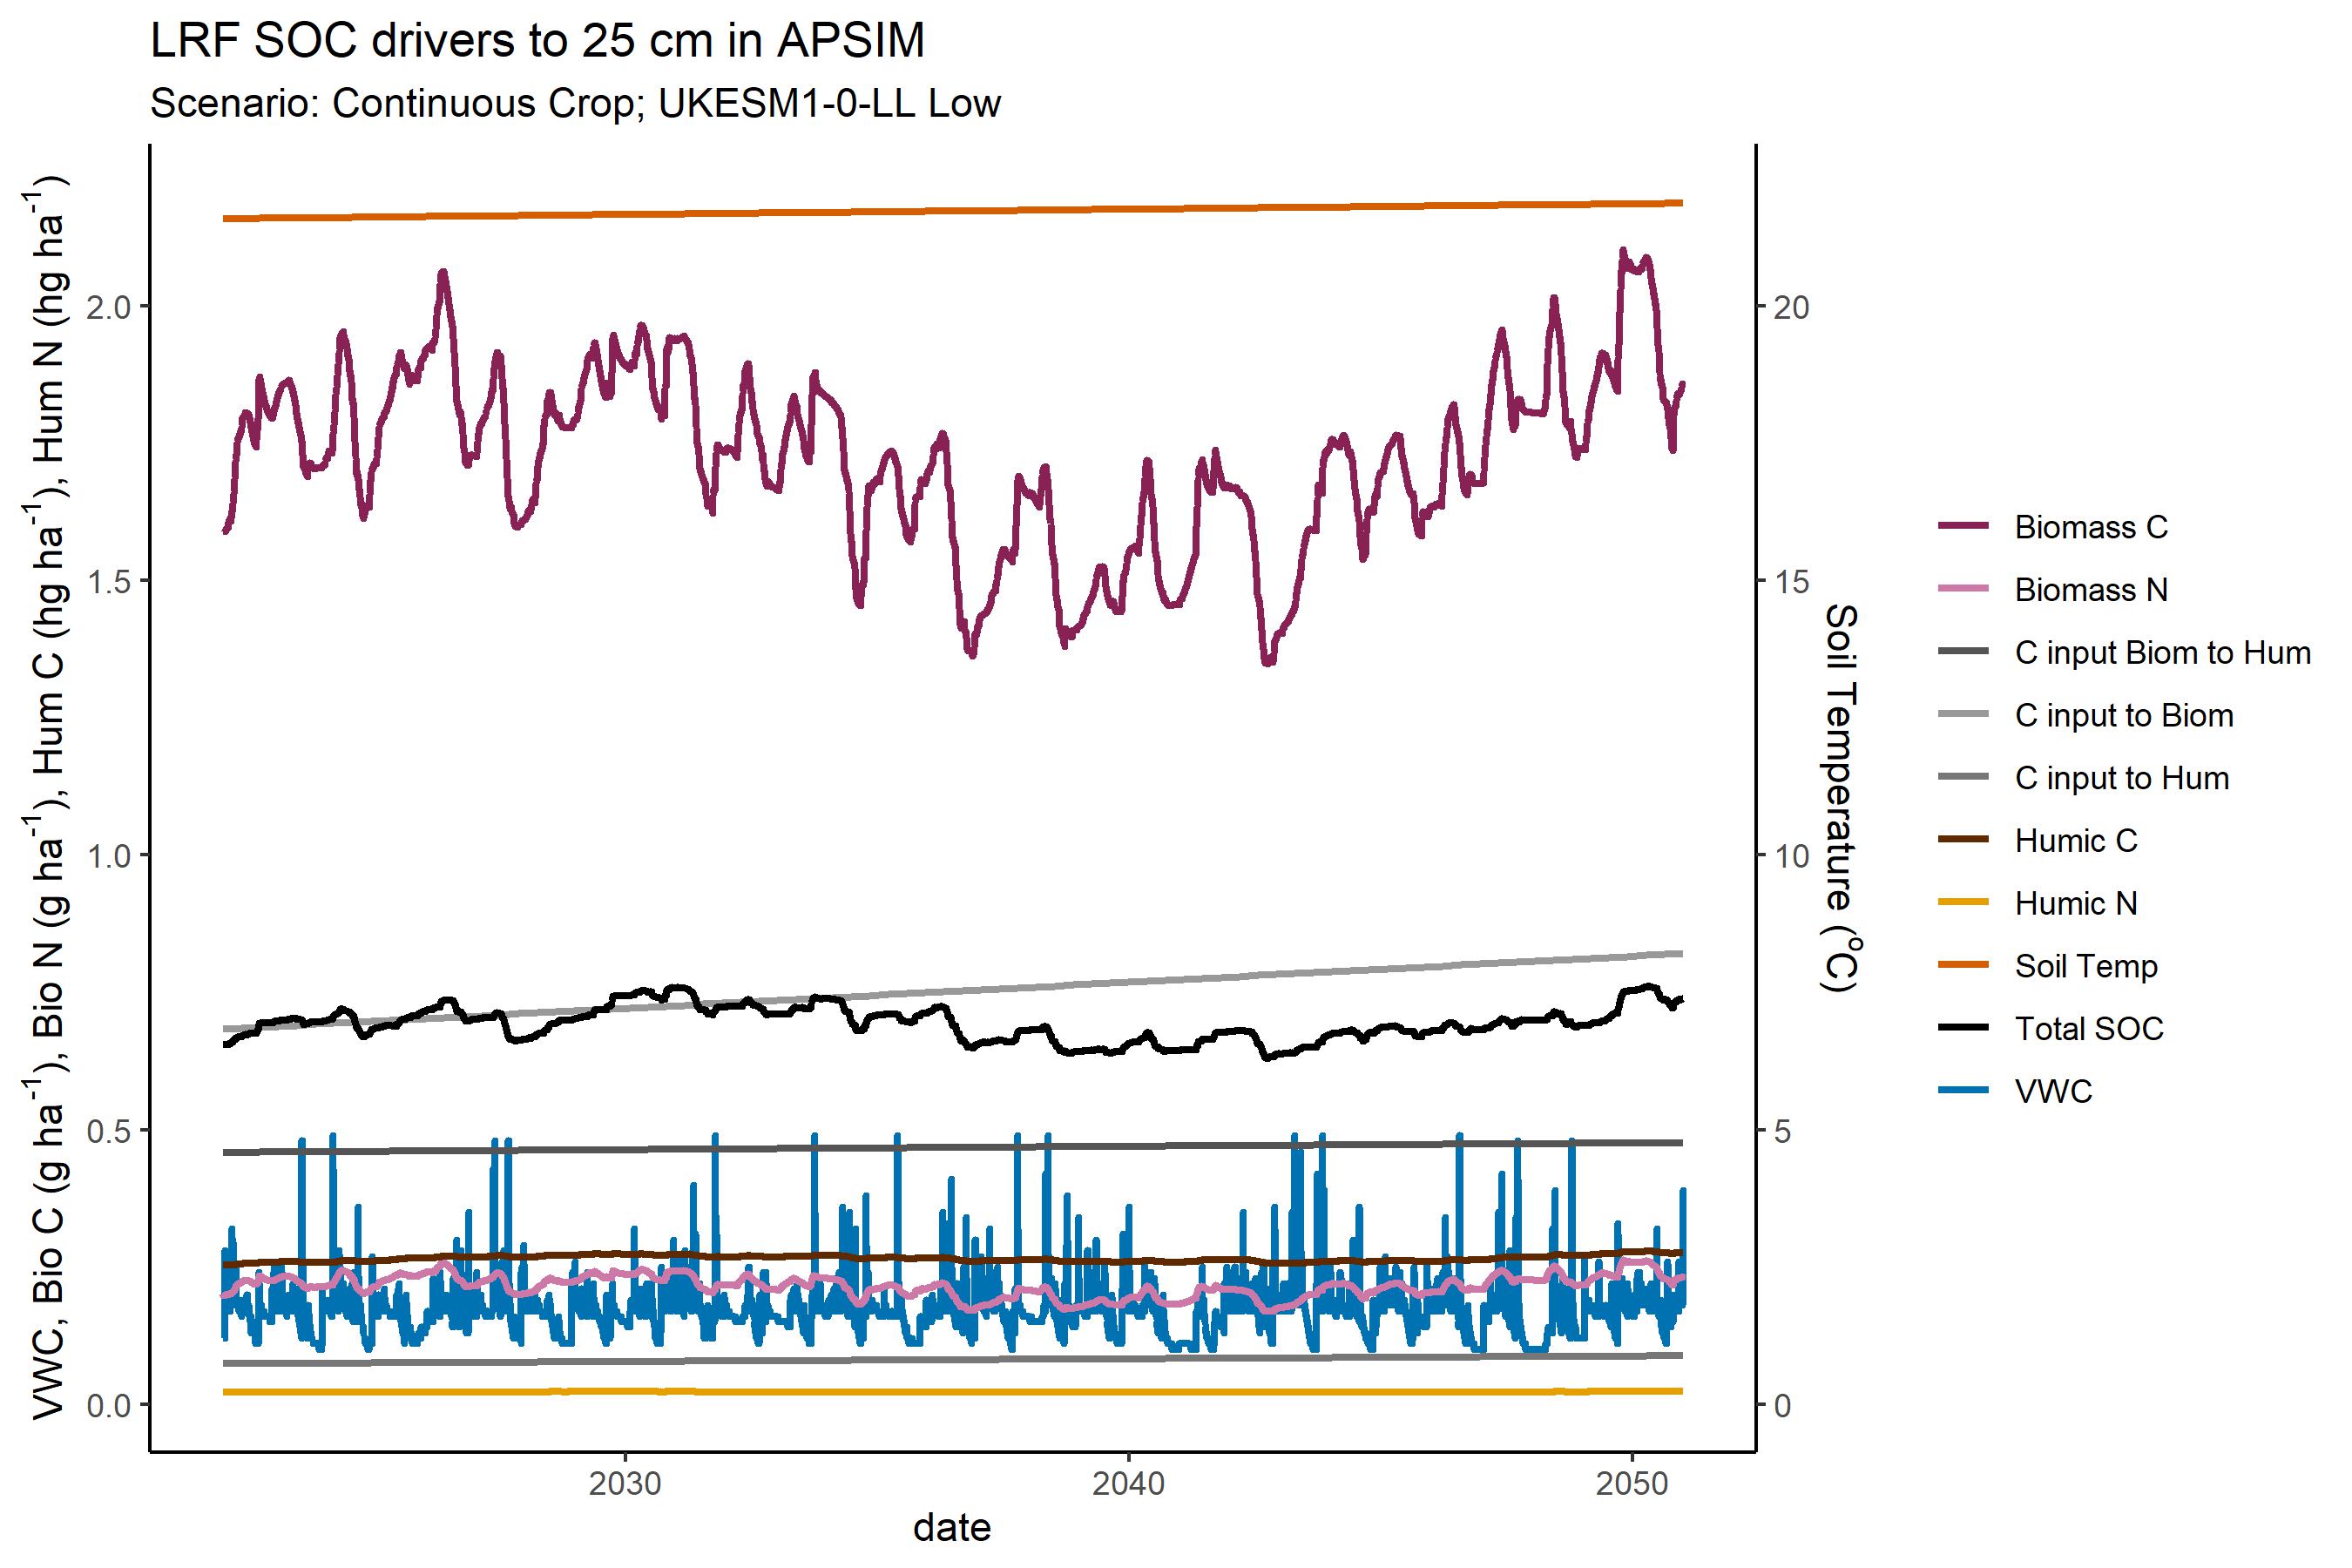 LRF SOC drivers to 25 cm in APSIM
Scenario: Continuous Crop; UKESM1-0-LL Low
VWC, Bio C (g ha⁻¹), Bio N (g ha⁻¹), Hum C (hg ha⁻¹), Hum N (hg ha⁻¹)
2.0
1.5
1.0
0.5
0.0
20
15
10
5
0
Soil Temperature (ᵒC)
2030
2040
2050
date
Biomass C
Biomass N
C input Biom to Hum
C input to Biom
C input to Hum
Humic C
Humic N
Soil Temp
Total SOC
VWC